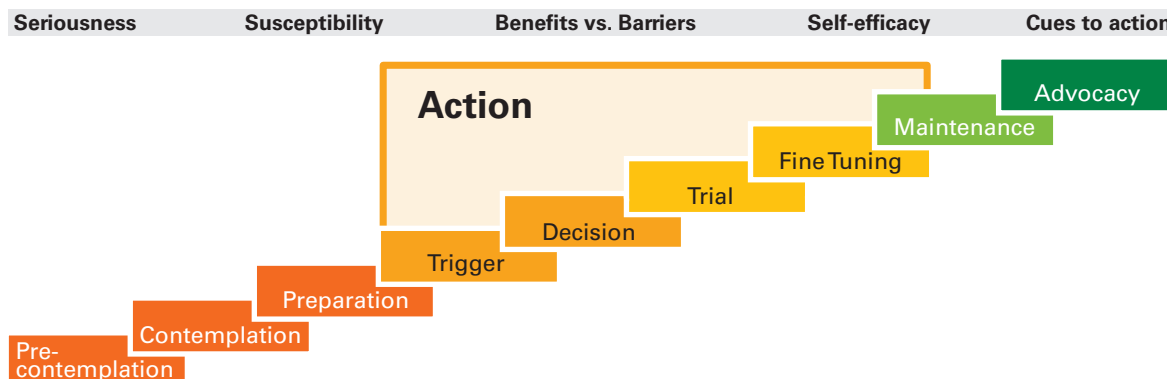 Seriousness Susceptibility Benefits vs. Barriers Self-efficacy Cues to action
Action
Advocacy
Maintenance
Fine Tuning
Trial
Decision
Trigger
Preparation
Contemplation
Pre-
contemplation